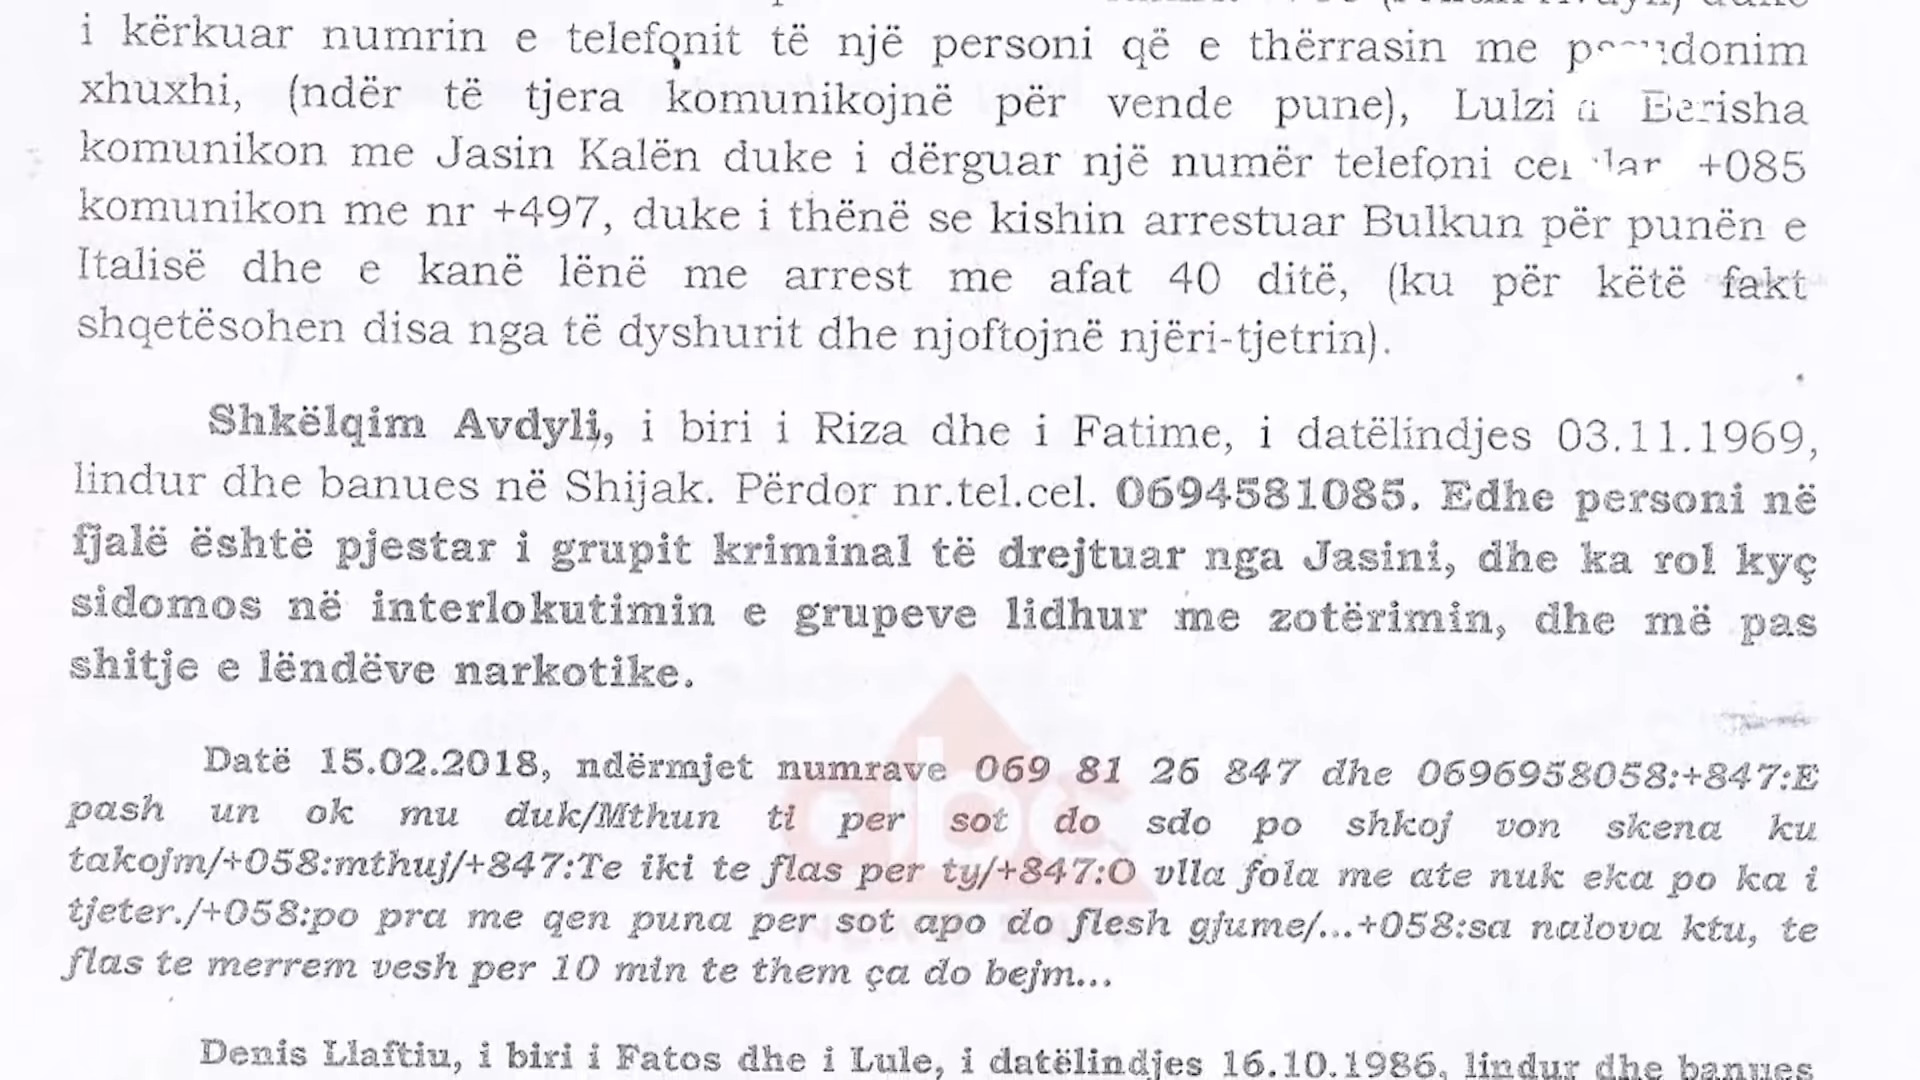 i kërkuar numrin e telefonit të një personi që e thërrasin me
xhuxhi, (ndër të tjera komunikojnë për vende pune), Berisha
komunikon me Jasin Kalën duke i dërguar një numër telefoni +085
komunikon me nr +497, duke i thënë se kishin arrestuar Bulkun për punën e
Italisë dhe e kanë lënë me arrest me afat 40 ditë, (ku për këtë fakt
shqetësohen disa nga të dyshurit dhe njoftojnë njëri-tjetrin).
Shkëlqim Avdyli, i biri i Riza dhe i Fatime, i datëlindjes 03.11.1969,
lindur dhe banues në Shijak. Përdor nr.tel.cel. 0694581085. Edhe personi në
fjalë është pjestar i grupit kriminal të drejtuar nga Jasini, dhe ka rol kyç
sidomos në interlokutimin e grupeve lidhur me zotërimin, dhe më pas
shitje e lëndëve narkotike.
Datë 15.02.2018, ndërmjet numrave 069 81 26 847 dhe 0696958058:+847:E
pash un ok mu duk/Mthun ti per sot do sdo po shkoj von skena ku
takojm/+058:mthuj/+847:Te iki te flas per ty/+847:O vlla fola me ate nuk eka po ka i
tjeter./+058:po pra me qen puna per sot apo do flesh gjume/...+058:sa nalova ktu, te
flas te merrem vesh per 10 min te them ça do bejm...
Denis Llaftiu, i biri i Fatos dhe i Lule, i datëlindjes 16.10.1986, lindur dhe banues